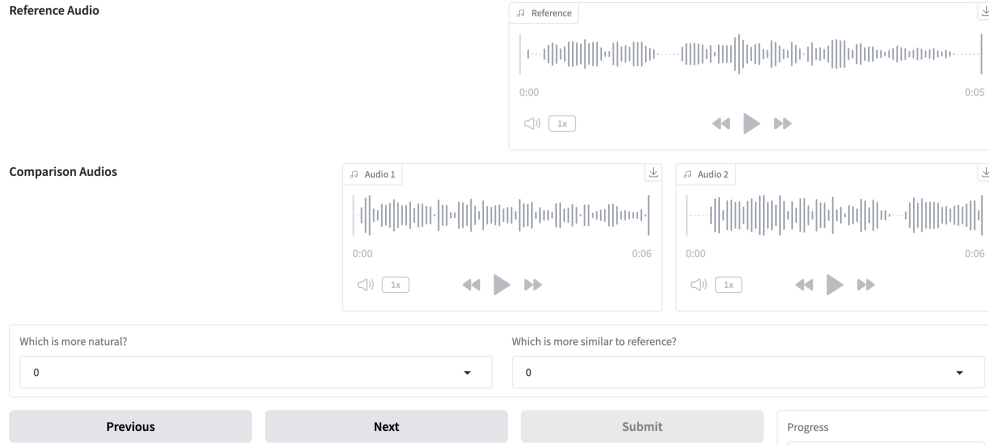 Reference Audio
Reference
0:00 0:05
1x
Comparison Audios
Audio 1
0:00 0:06
1x
Audio 2
0:00 0:06
1x
Which is more natural?
0
Which is more similar to reference?
0
Previous
Next
Submit
Progress